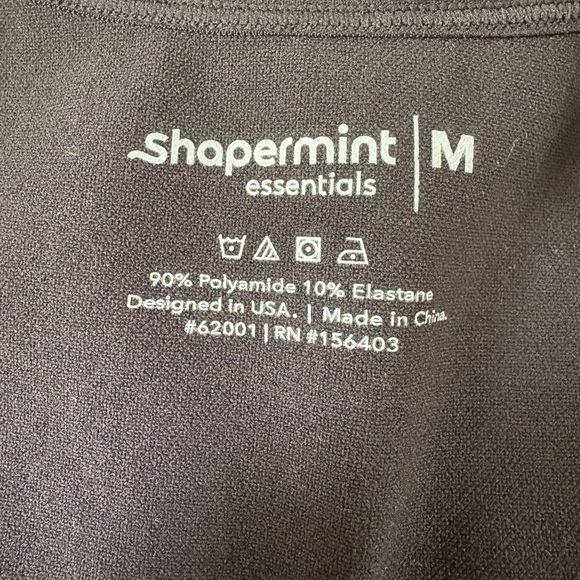 Shapermint | M
essentials
90% Polyamide 10% Elastane
Designed in USA. | Made in China.
#62001 | RN #156403